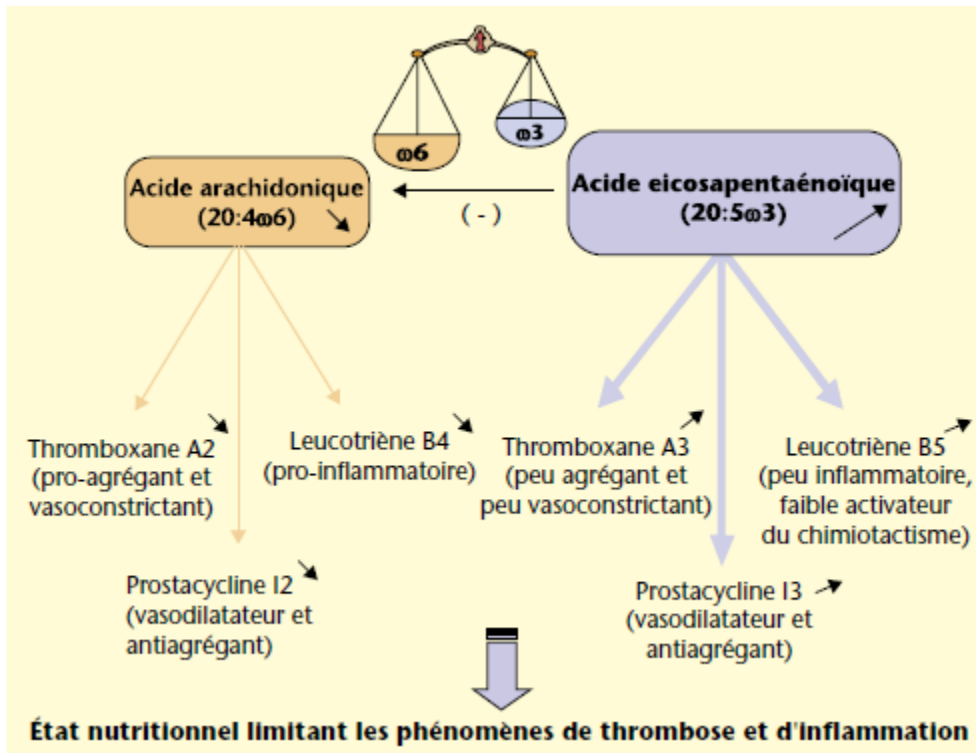 ω6
ω3
Acide arachidonique
(20:4ω6)
( - )
Acide eicosapentaénoïque
(20:5ω3)
Thromboxane A2
(pro-agrégant et
vasoconstrictant)
Leucotriène B4
(pro-inflammatoire)
Thromboxane A3
(peu agrégant et
peu vasoconstrictant)
Leucotriène B5
(peu inflammatoire,
faible activateur
du chimiotactisme)
Prostacycline I2
(vasodilatateur et
antiagrégant)
Prostacycline I3
(vasodilatateur et
antiagrégant)
État nutritionnel limitant les phénomènes de thrombose et d'inflammation